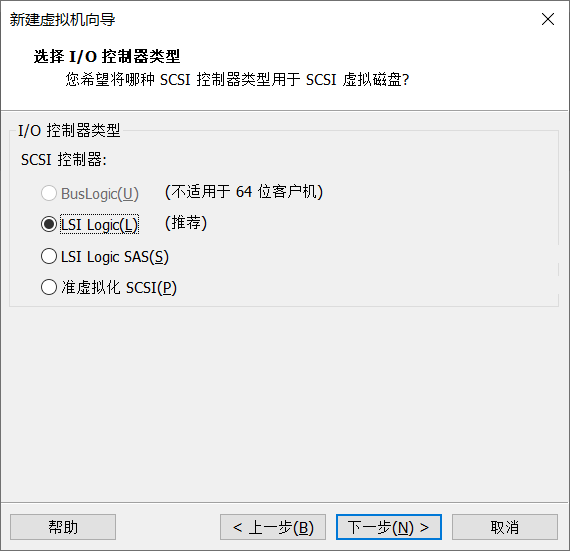 新建虚拟机向导
选择 I/O 控制器类型
您希望将哪种 SCSI 控制器类型用于 SCSI 虚拟磁盘?
I/O 控制器类型
SCSI 控制器:
BusLogic(U) (不适用于 64 位客户机)
LSI Logic(L) (推荐)
LSI Logic SAS(S)
准虚拟化 SCSI(P)
帮助 < 上一步(B) 下一步(N) > 取消